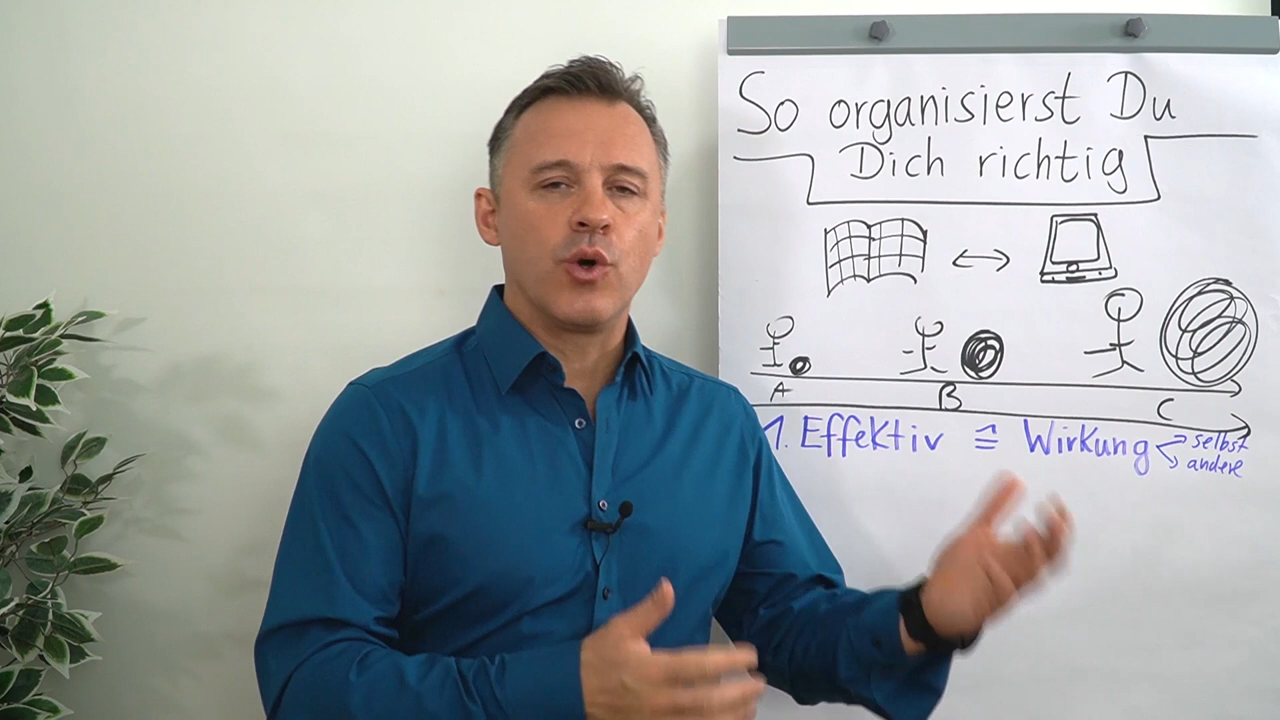 So organisierst Du
Dich richtig
A B C
1. Effektiv ≙ Wirkung
selbst
andere